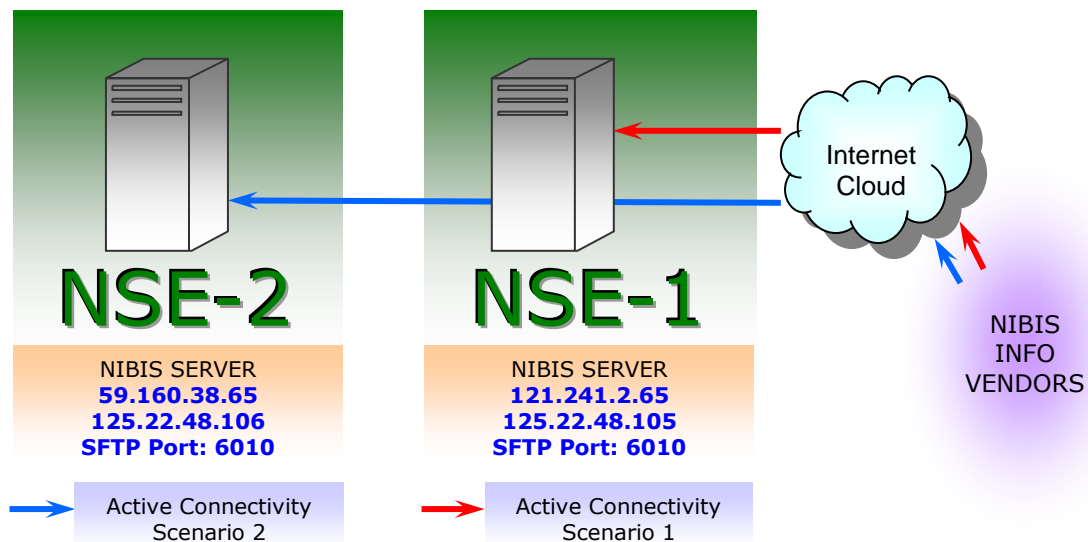 Internet
Cloud
NSE-2
NSE-1
NIBIS
INFO
VENDORS
NIBIS SERVER
59.160.38.65
125.22.48.106
SFTP Port: 6010
NIBIS SERVER
121.241.2.65
125.22.48.105
SFTP Port: 6010
Active Connectivity
Scenario 2
Active Connectivity
Scenario 1